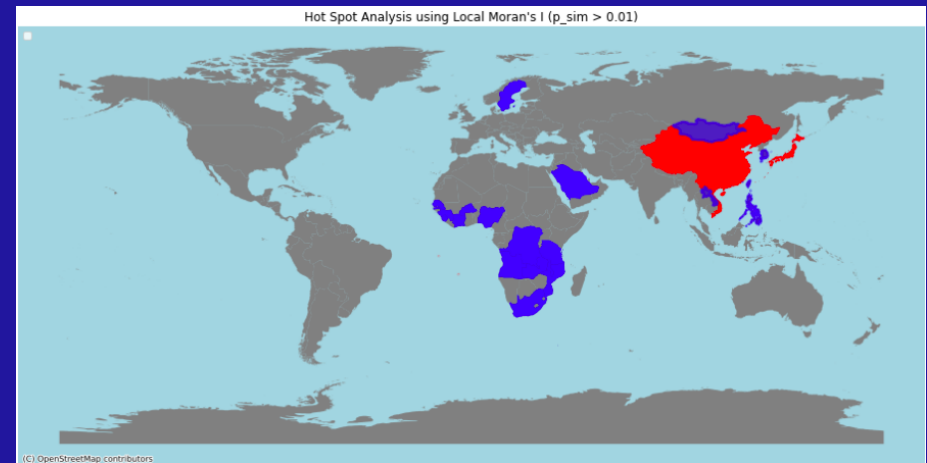 Hot Spot Analysis using Local Moran's I (p_sim > 0.01)
(C) OpenStreetMap contributors